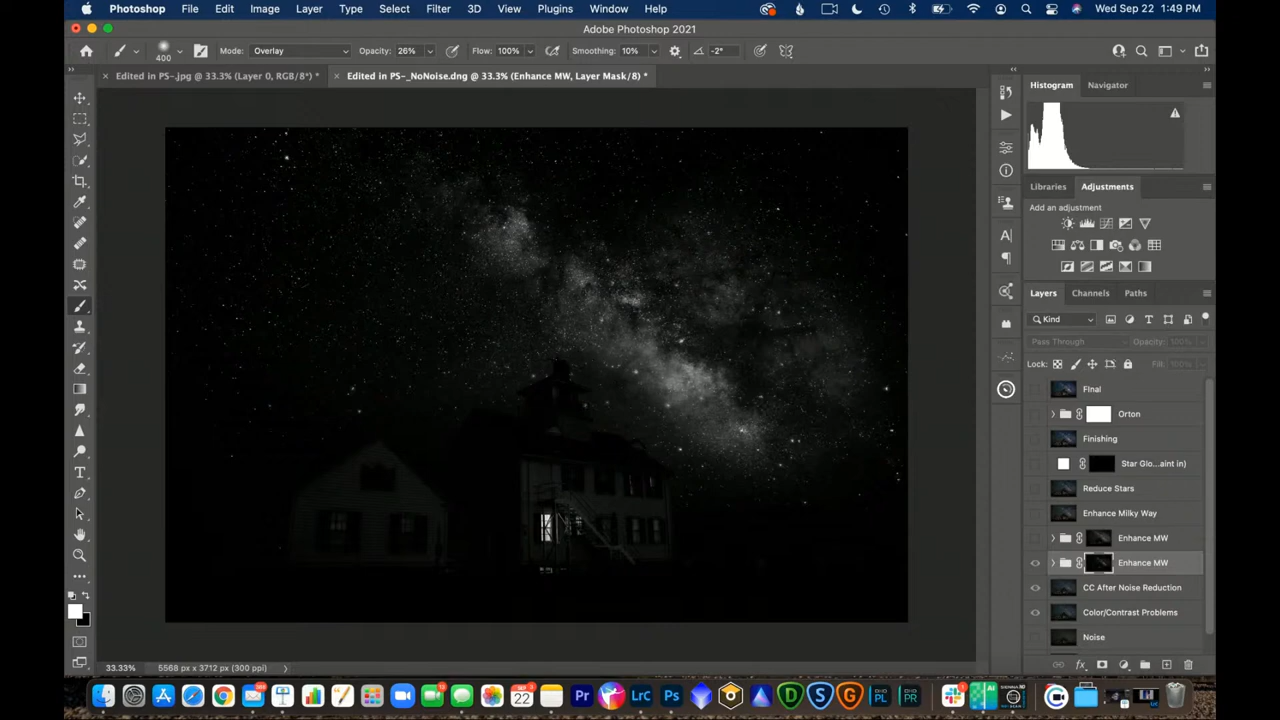 Photoshop File Edit Image Layer Type Select Filter 3D View Plugins Window Help Wed Sep 22 1:49 PM
Adobe Photoshop 2021
400 Mode: Overlay Opacity: 26% Flow: 100% Smoothing: 10% -2°
Edited in PS-.jpg @ 33.3% (Layer 0, RGB/8*) * Edited in PS-_NoNoise.dng @ 33.3% (Enhance MW, Layer Mask/8) *
Histogram Navigator
Libraries Adjustments
Add an adjustment
Layers Channels Paths
Kind
Pass Through Opacity: 100%
Lock: Fill: 100%
FInal
Orton
Finishing
Star Glo...aint in)
Reduce Stars
Enhance Milky Way
Enhance MW
Enhance MW
CC After Noise Reduction
Color/Contrast Problems
Noise
33.33% 5568 px x 3712 px (300 ppi)